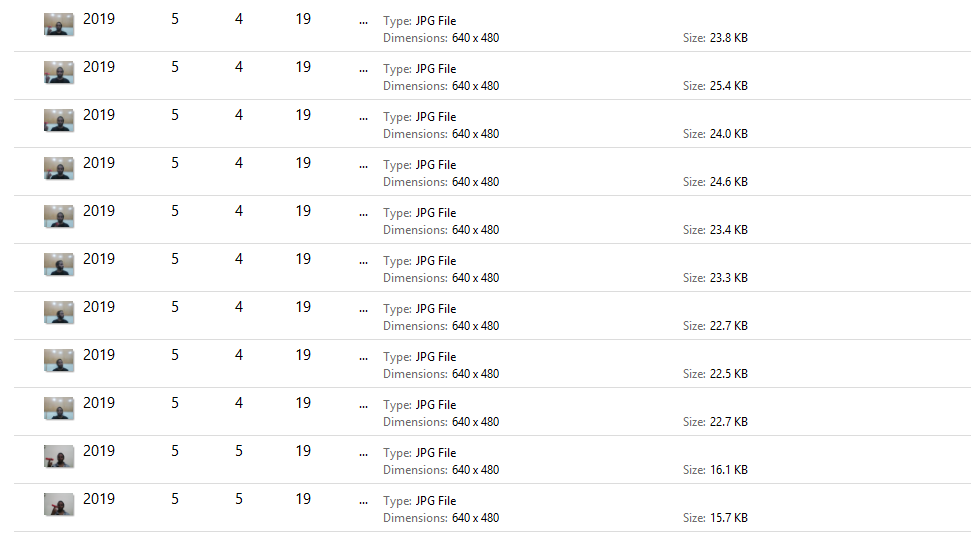 2019 5 4 19 ... Type: JPG File
Dimensions: 640 x 480 Size: 23.8 KB
2019 5 4 19 ... Type: JPG File
Dimensions: 640 x 480 Size: 25.4 KB
2019 5 4 19 ... Type: JPG File
Dimensions: 640 x 480 Size: 24.0 KB
2019 5 4 19 ... Type: JPG File
Dimensions: 640 x 480 Size: 24.6 KB
2019 5 4 19 ... Type: JPG File
Dimensions: 640 x 480 Size: 23.4 KB
2019 5 4 19 ... Type: JPG File
Dimensions: 640 x 480 Size: 23.3 KB
2019 5 4 19 ... Type: JPG File
Dimensions: 640 x 480 Size: 22.7 KB
2019 5 4 19 ... Type: JPG File
Dimensions: 640 x 480 Size: 22.5 KB
2019 5 4 19 ... Type: JPG File
Dimensions: 640 x 480 Size: 22.7 KB
2019 5 5 19 ... Type: JPG File
Dimensions: 640 x 480 Size: 16.1 KB
2019 5 5 19 ... Type: JPG File
Dimensions: 640 x 480 Size: 15.7 KB